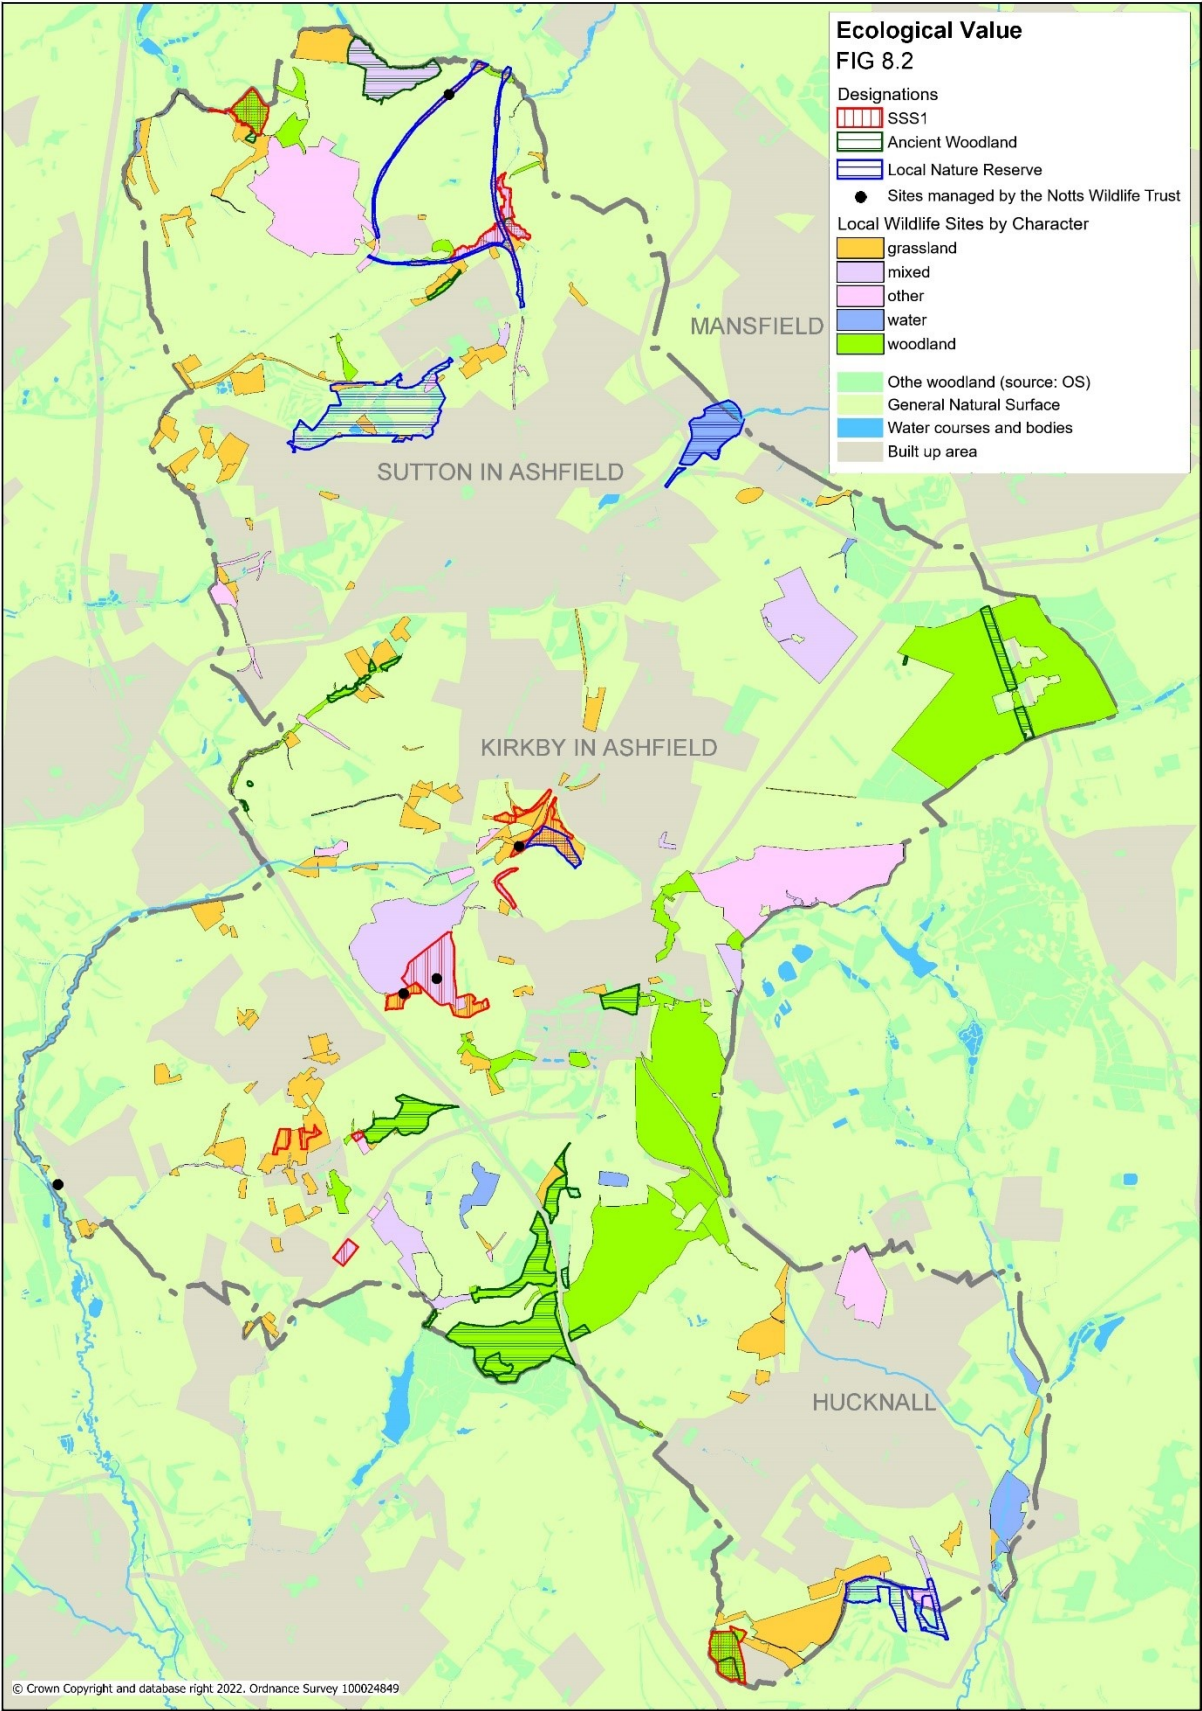 Ecological Value
FIG 8.2
Designations
SSS1
Ancient Woodland
Local Nature Reserve
Sites managed by the Notts Wildlife Trust
Local Wildlife Sites by Character
grassland
mixed
other
water
woodland
Othe woodland (source: OS)
General Natural Surface
Water courses and bodies
Built up area
MANSFIELD
SUTTON IN ASHFIELD
KIRKBY IN ASHFIELD
HUCKNALL
© Crown Copyright and database right 2022. Ordnance Survey 100024849